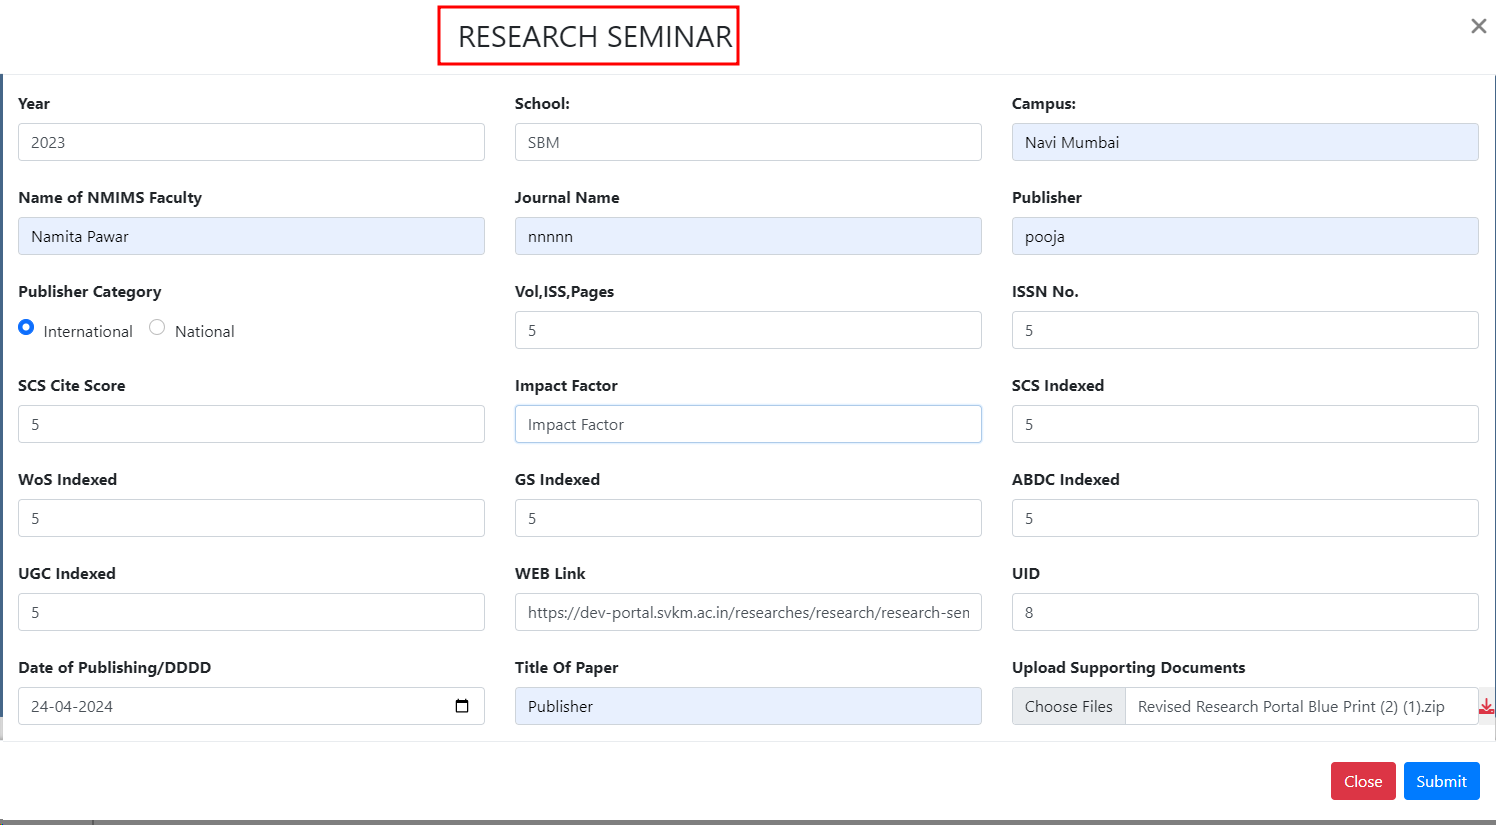 RESEARCH SEMINAR
Year School: Campus:
2023 SBM Navi Mumbai
Name of NMIMS Faculty Journal Name Publisher
Namita Pawar nnnnn pooja
Publisher Category Vol,ISS,Pages ISSN No.
International National 5 5
SCS Cite Score Impact Factor SCS Indexed
5 Impact Factor 5
WoS Indexed GS Indexed ABDC Indexed
5 5 5
UGC Indexed WEB Link UID
5 https://dev-portal.svkm.ac.in/researches/research/research-sen 8
Date of Publishing/DDDD Title Of Paper Upload Supporting Documents
24-04-2024 Publisher Choose Files Revised Research Portal Blue Print (2) (1).zip
Close Submit